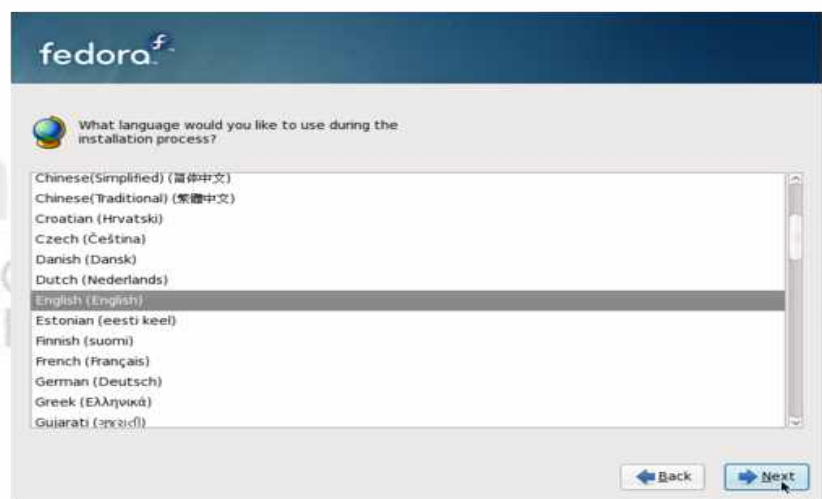 fedora
What language would you like to use during the
installation process?
Chinese(Simplified) (简体中文)
Chinese(Traditional) (繁體中文)
Croatian (Hrvatski)
Czech (Čeština)
Danish (Dansk)
Dutch (Nederlands)
English (English)
Estonian (eesti keel)
Finnish (suomi)
French (Français)
German (Deutsch)
Greek (Ελληνικά)
Gujarati (ગુજરાતી)
Back
Next